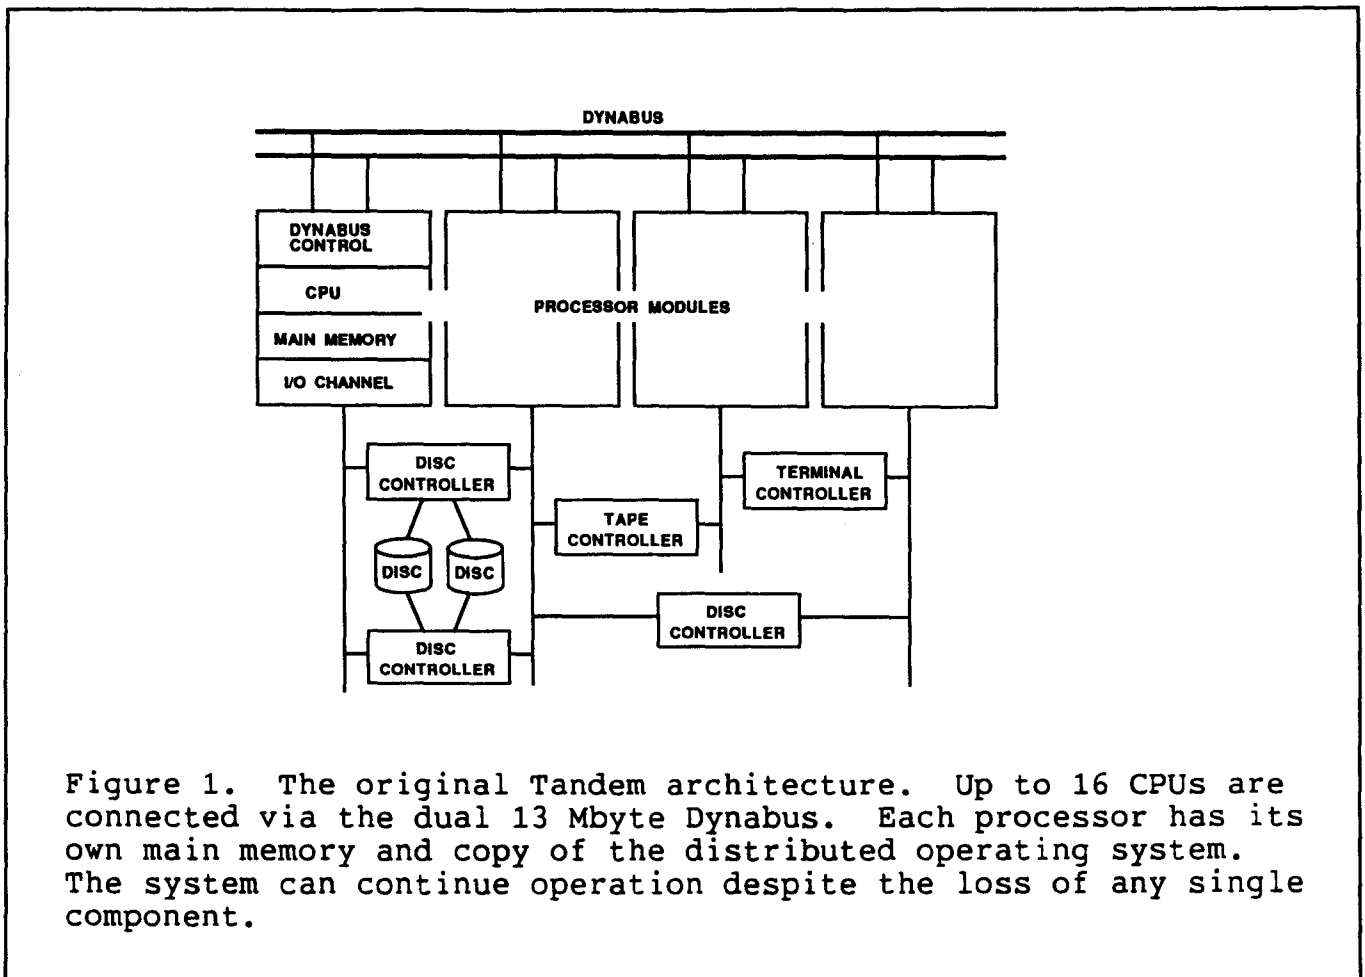 DYNABUS
DYNABUS
CONTROL
CPU
PROCESSOR MODULES
MAIN MEMORY
I/O CHANNEL
DISC
CONTROLLER
TERMINAL
CONTROLLER
TAPE
CONTROLLER
DISC
DISC
DISC
CONTROLLER
DISC
CONTROLLER
Figure 1. The original Tandem architecture. Up to 16 CPUs are
connected via the dual 13 Mbyte Dynabus. Each processor has its
own main memory and copy of the distributed operating system.
The system can continue operation despite the loss of any single
component.